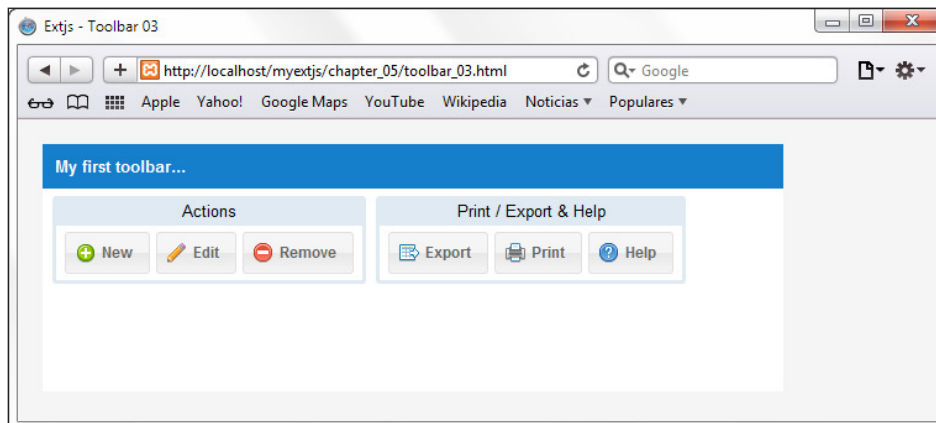 Extjs - Toolbar 03
http://localhost/myextjs/chapter_05/toolbar_03.html
Google
Apple Yahoo! Google Maps YouTube Wikipedia Noticias Populares
My first toolbar...
Actions
Print / Export & Help
New Edit Remove
Export Print Help